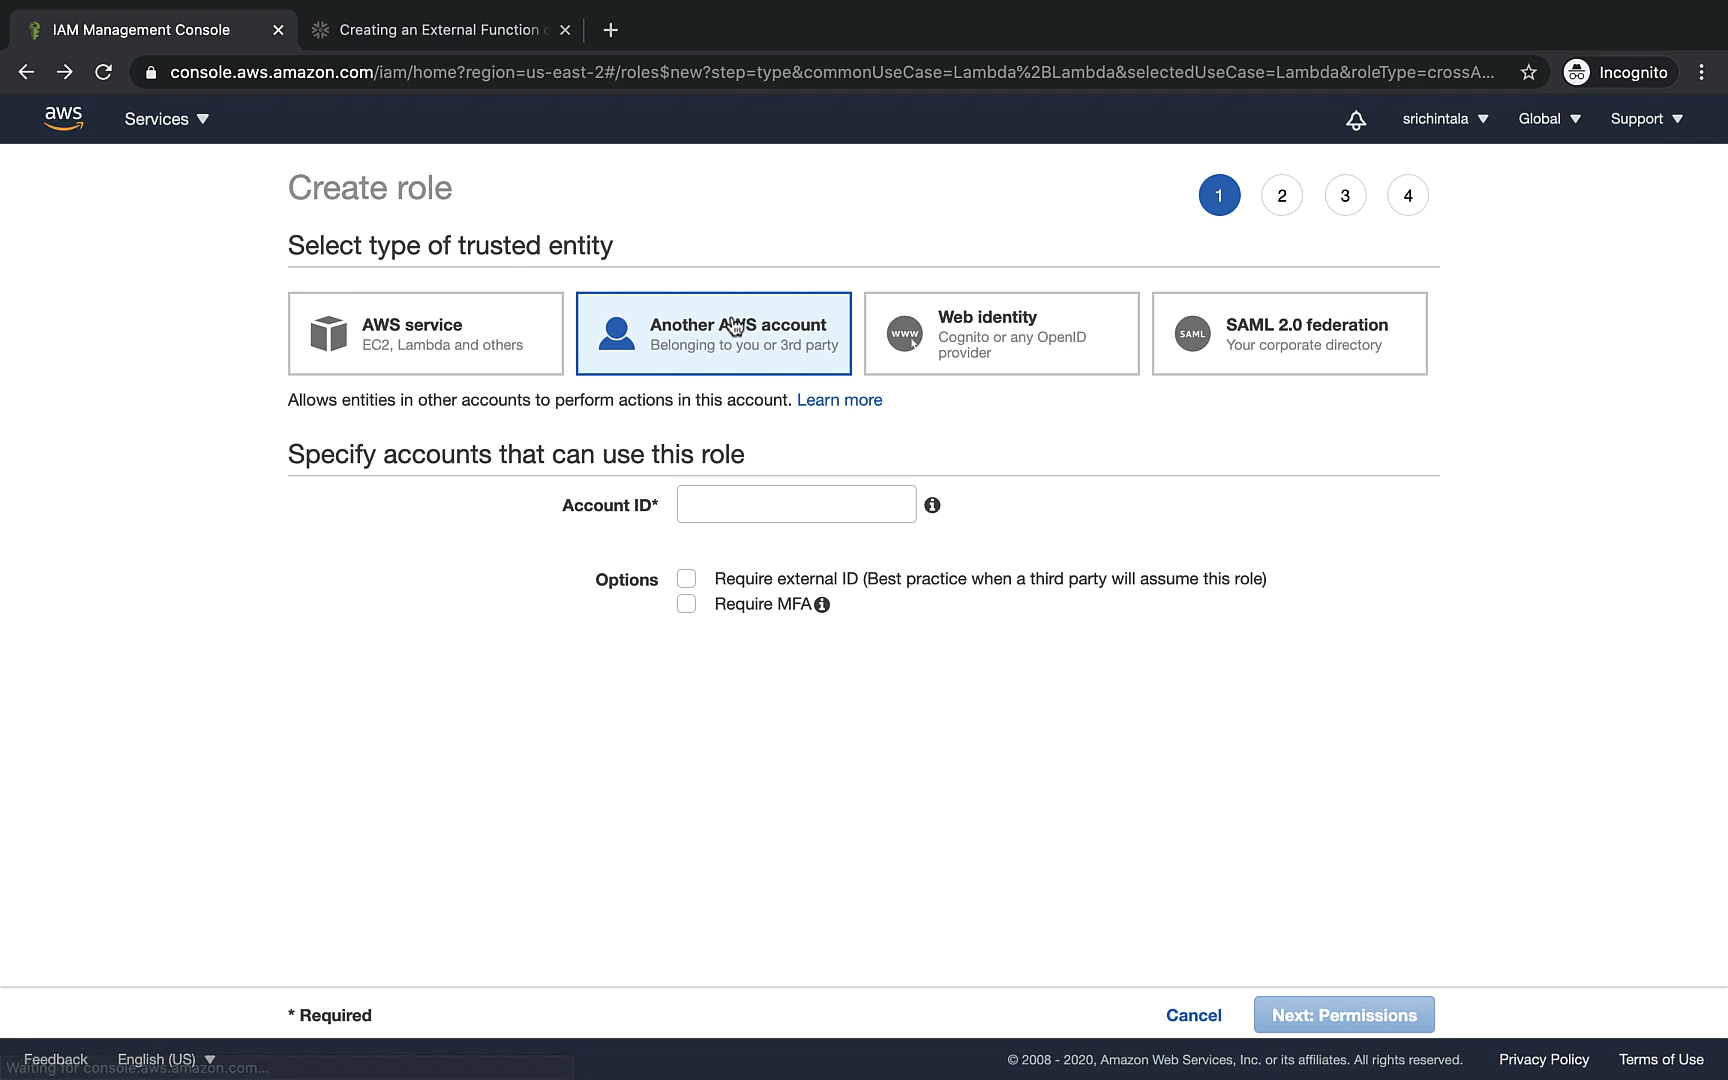 IAM Management Console
Creating an External Function
console.aws.amazon.com/iam/home?region=us-east-2#/roles$new?step=type&commonUseCase=Lambda%2BLambda&selectedUseCase=Lambda&roleType=crossA...
Incognito
aws
Services
srichintala
Global
Support
Create role
1
2
3
4
Select type of trusted entity
AWS service
EC2, Lambda and others
Another AWS account
Belonging to you or 3rd party
www
Web identity
Cognito or any OpenID
provider
SAML
SAML 2.0 federation
Your corporate directory
Allows entities in other accounts to perform actions in this account. Learn more
Specify accounts that can use this role
Account ID*
Options
Require external ID (Best practice when a third party will assume this role)
Require MFA
* Required
Cancel
Next: Permissions
Feedback
English (US)
Waiting for console.aws.amazon.com...
© 2008 - 2020, Amazon Web Services, Inc. or its affiliates. All rights reserved.
Privacy Policy
Terms of Use